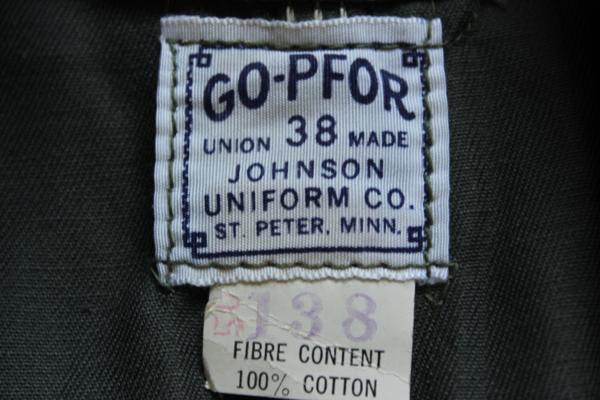 GO-PFOR
UNION 38 MADE
JOHNSON
UNIFORM CO.
ST. PETER, MINN.
138
FIBRE CONTENT
100% COTTON